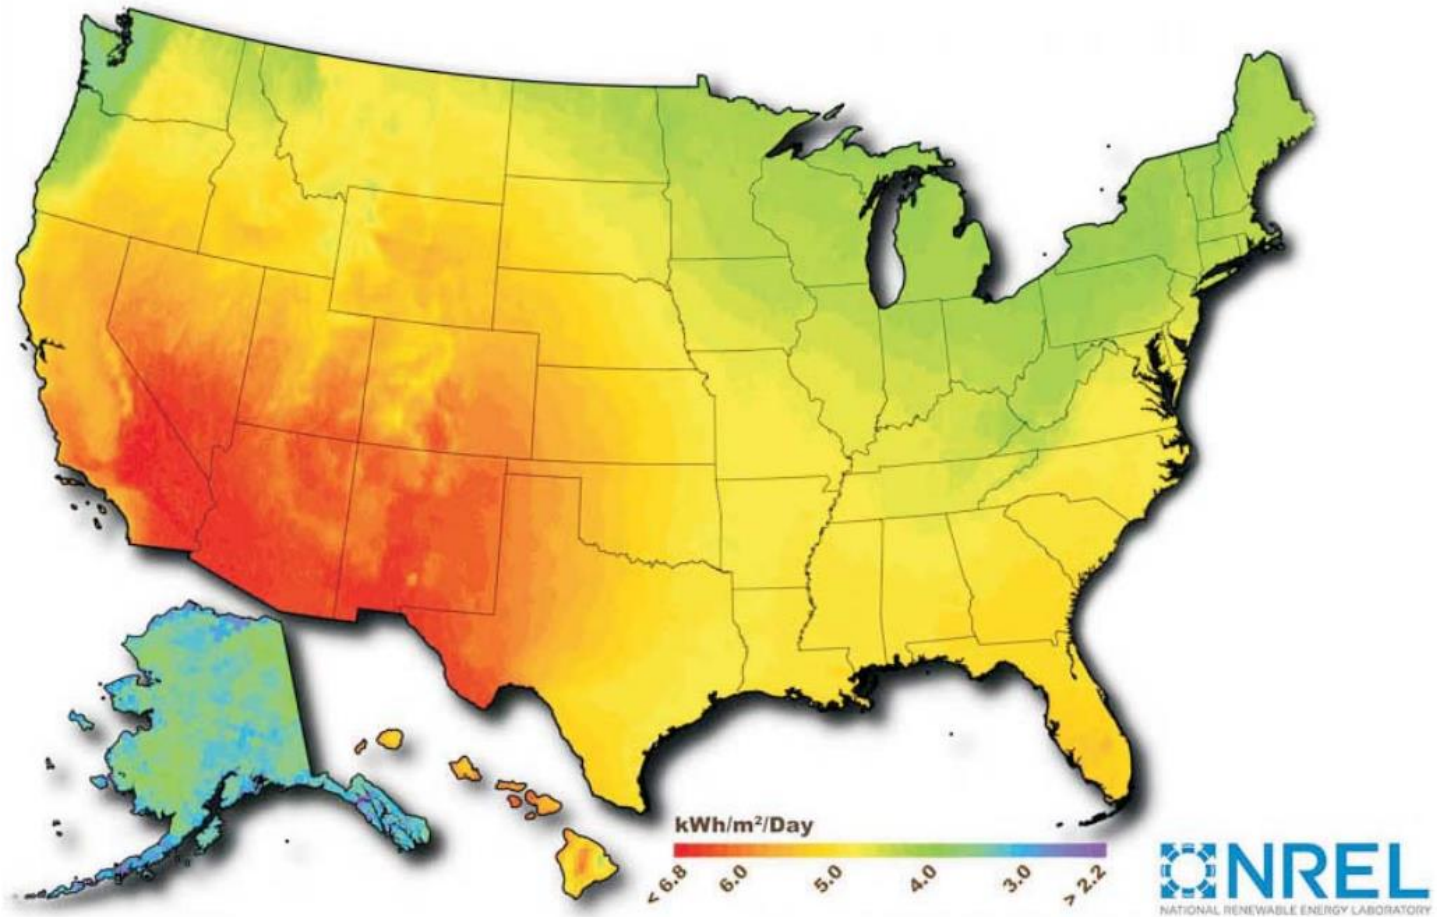 kWh/m²/Day
< 6.8 6.0 5.0 4.0 3.0 > 2.2
NREL
NATIONAL RENEWABLE ENERGY LABORATORY